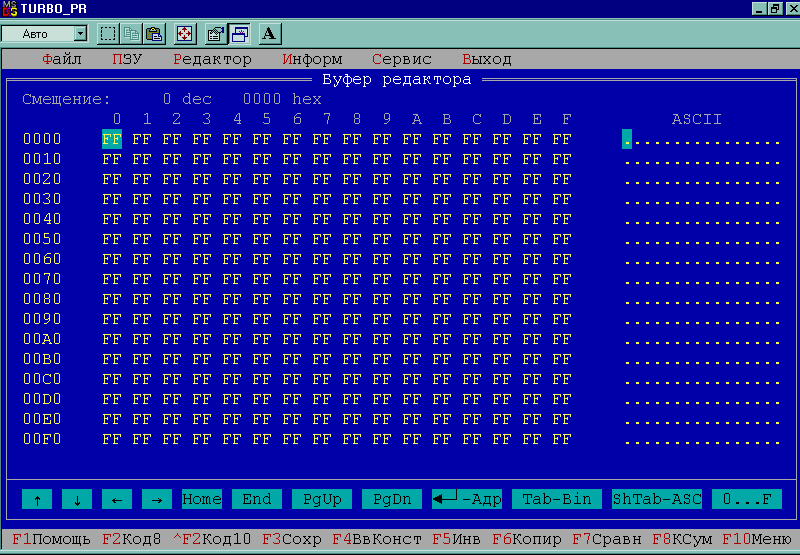 MS DOS TURBO_PR
Авто A
Файл ПЗУ Редактор Информ Сервис Выход
Буфер редактора
Смещение: 0 dec 0000 hex
0 1 2 3 4 5 6 7 8 9 A B C D E F ASCII
0000 FF FF FF FF FF FF FF FF FF FF FF FF FF FF FF FF ................
0010 FF FF FF FF FF FF FF FF FF FF FF FF FF FF FF FF ................
0020 FF FF FF FF FF FF FF FF FF FF FF FF FF FF FF FF ................
0030 FF FF FF FF FF FF FF FF FF FF FF FF FF FF FF FF ................
0040 FF FF FF FF FF FF FF FF FF FF FF FF FF FF FF FF ................
0050 FF FF FF FF FF FF FF FF FF FF FF FF FF FF FF FF ................
0060 FF FF FF FF FF FF FF FF FF FF FF FF FF FF FF FF ................
0070 FF FF FF FF FF FF FF FF FF FF FF FF FF FF FF FF ................
0080 FF FF FF FF FF FF FF FF FF FF FF FF FF FF FF FF ................
0090 FF FF FF FF FF FF FF FF FF FF FF FF FF FF FF FF ................
00A0 FF FF FF FF FF FF FF FF FF FF FF FF FF FF FF FF ................
00B0 FF FF FF FF FF FF FF FF FF FF FF FF FF FF FF FF ................
00C0 FF FF FF FF FF FF FF FF FF FF FF FF FF FF FF FF ................
00D0 FF FF FF FF FF FF FF FF FF FF FF FF FF FF FF FF ................
00E0 FF FF FF FF FF FF FF FF FF FF FF FF FF FF FF FF ................
00F0 FF FF FF FF FF FF FF FF FF FF FF FF FF FF FF FF ................
↑ ↓ ← → Home End PgUp PgDn ◄─┘-Адр Tab-Bin ShTab-ASC 0...F
F1Помощь F2Код8 ^F2Код10 F3Сохр F4ВвКонст F5Инв F6Копир F7Сравн F8КСум F10Меню